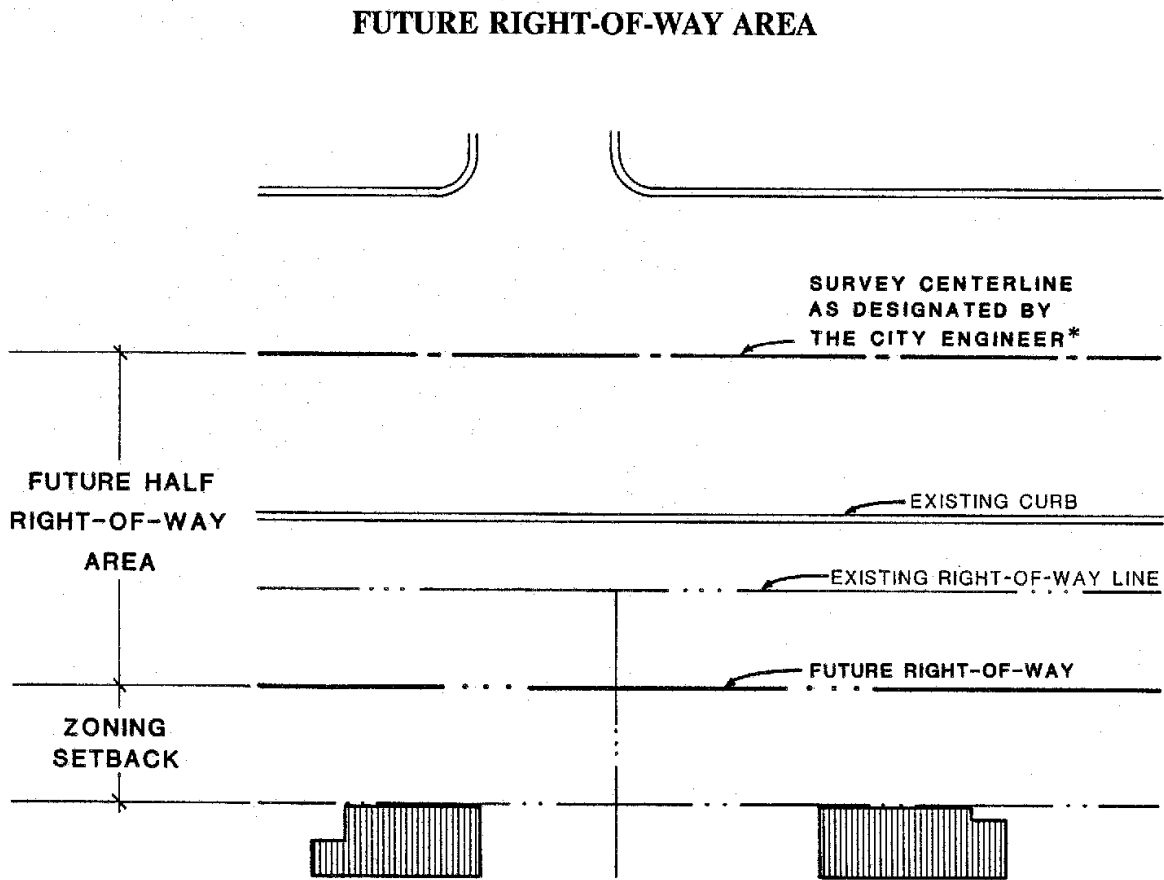 FUTURE RIGHT-OF-WAY AREA
SURVEY CENTERLINE
AS DESIGNATED BY
THE CITY ENGINEER*
FUTURE HALF
RIGHT-OF-WAY
AREA
EXISTING CURB
EXISTING RIGHT-OF-WAY LINE
FUTURE RIGHT-OF-WAY
ZONING
SETBACK